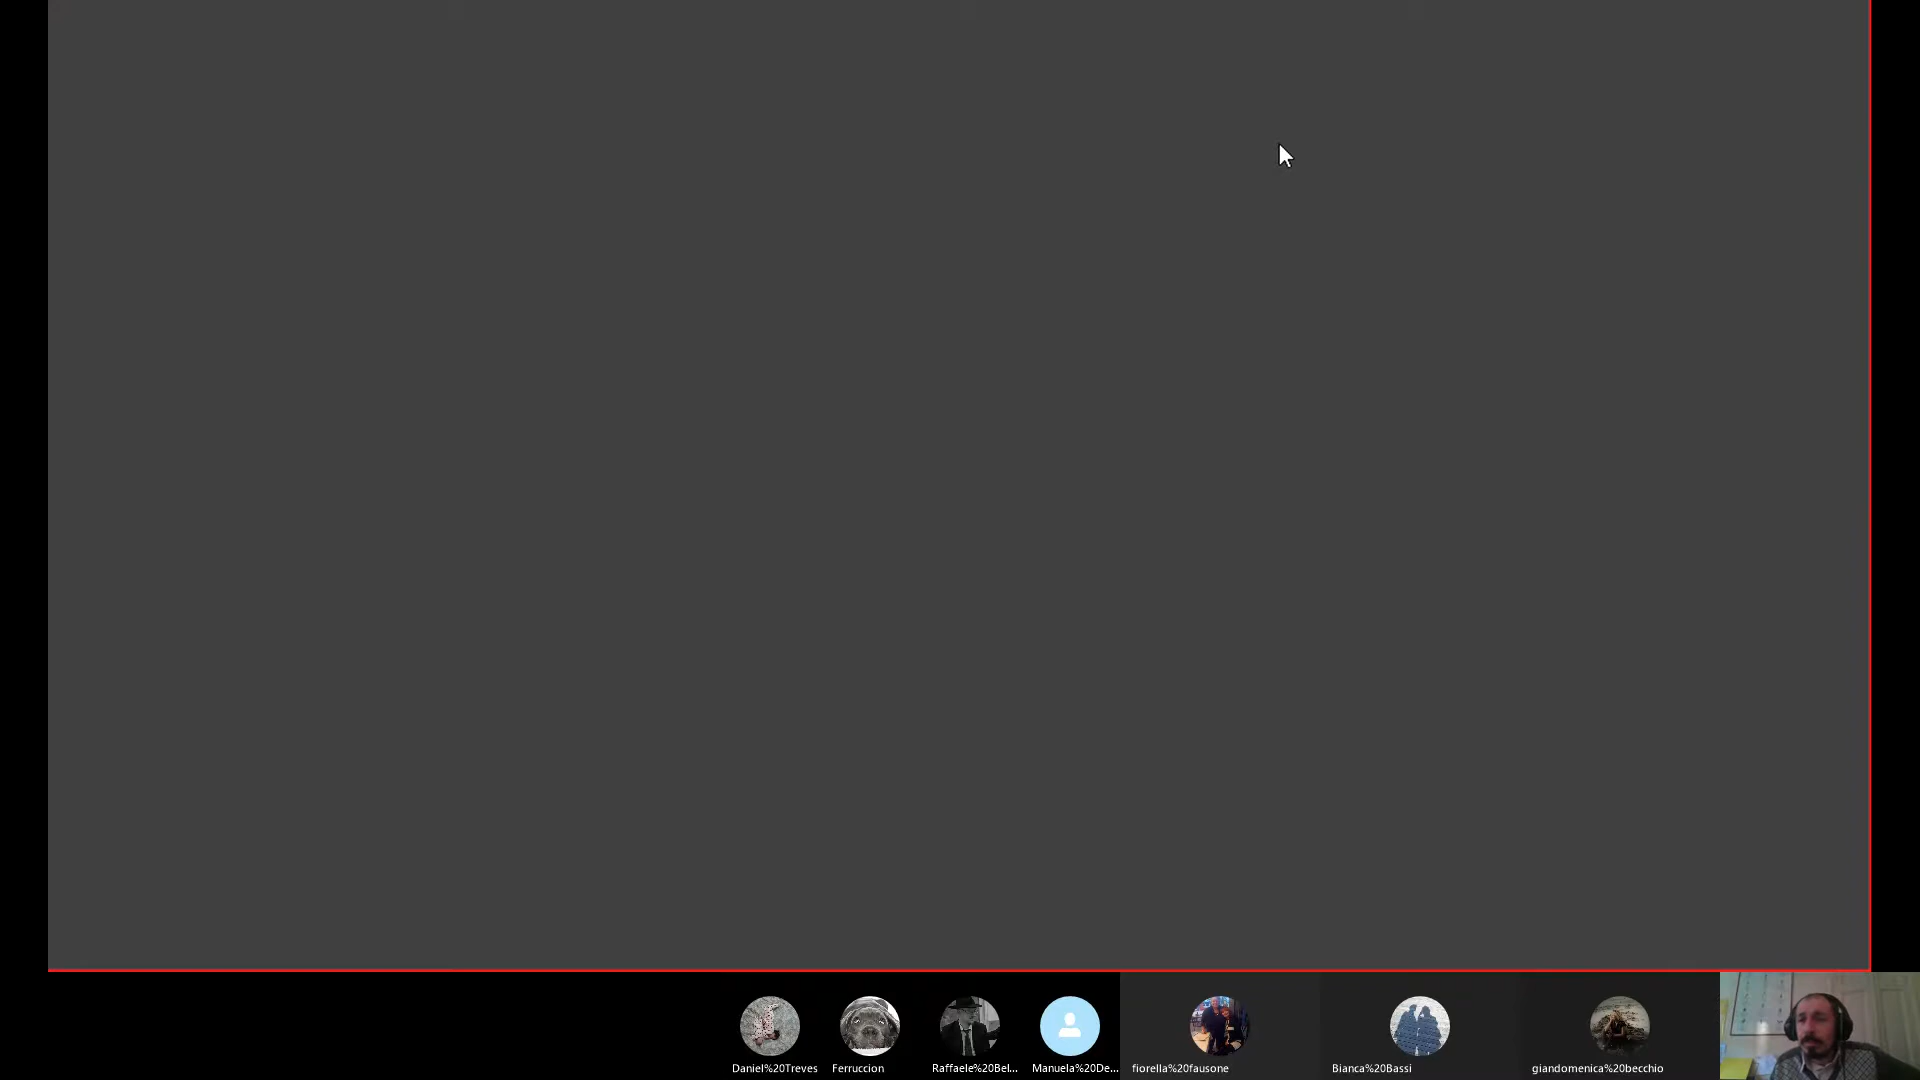 Daniel%20Treves
Ferruccion
Raffaele%20Bel...
Manuela%20De...
fiorella%20fausone
Bianca%20Bassi
giandomenica%20becchio